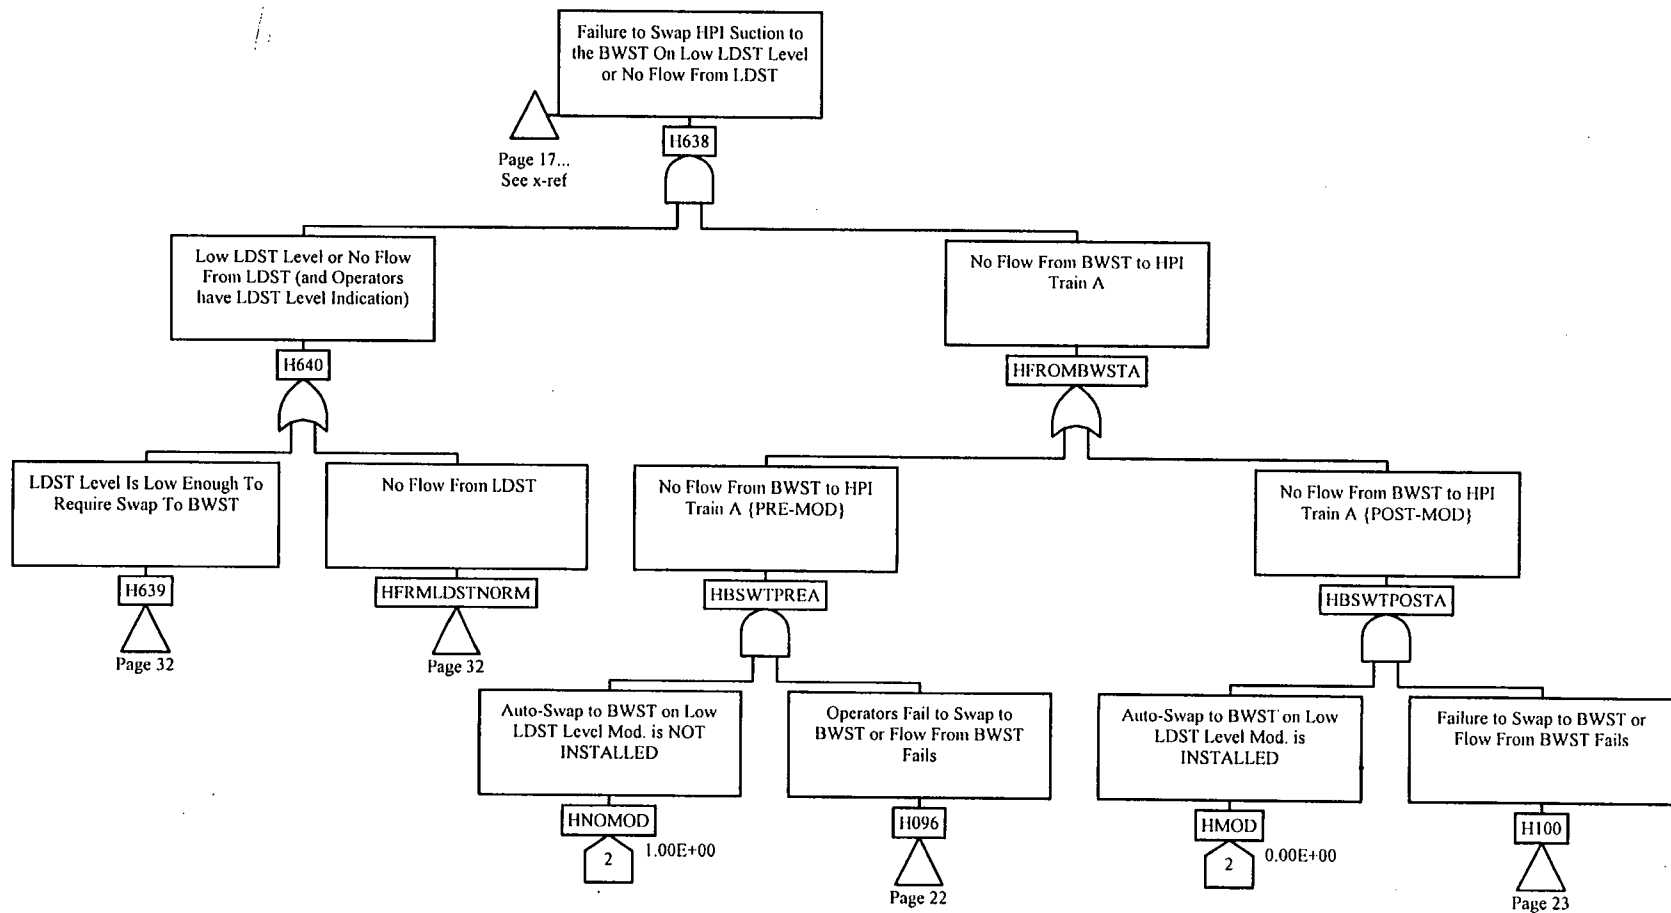 Failure to Swap HPI Suction to
the BWST On Low LDST Level
or No Flow From LDST
H638
Page 17...
See x-ref
Low LDST Level or No Flow
From LDST (and Operators
have LDST Level Indication)
H640
No Flow From BWST to HPI
Train A
HFROMBWSTA
LDST Level Is Low Enough To
Require Swap To BWST
H639
Page 32
No Flow From LDST
HFRMLDSTNORM
Page 32
No Flow From BWST to HPI
Train A {PRE-MOD}
HBSWTPREA
No Flow From BWST to HPI
Train A {POST-MOD}
HBSWTPOSTA
Auto-Swap to BWST on Low
LDST Level Mod. is NOT
INSTALLED
HNOMOD
2
1.00E+00
Operators Fail to Swap to
BWST or Flow From BWST
Fails
H096
Page 22
Auto-Swap to BWST on Low
LDST Level Mod. is
INSTALLED
HMOD
2
0.00E+00
Failure to Swap to BWST or
Flow From BWST Fails
H100
Page 23